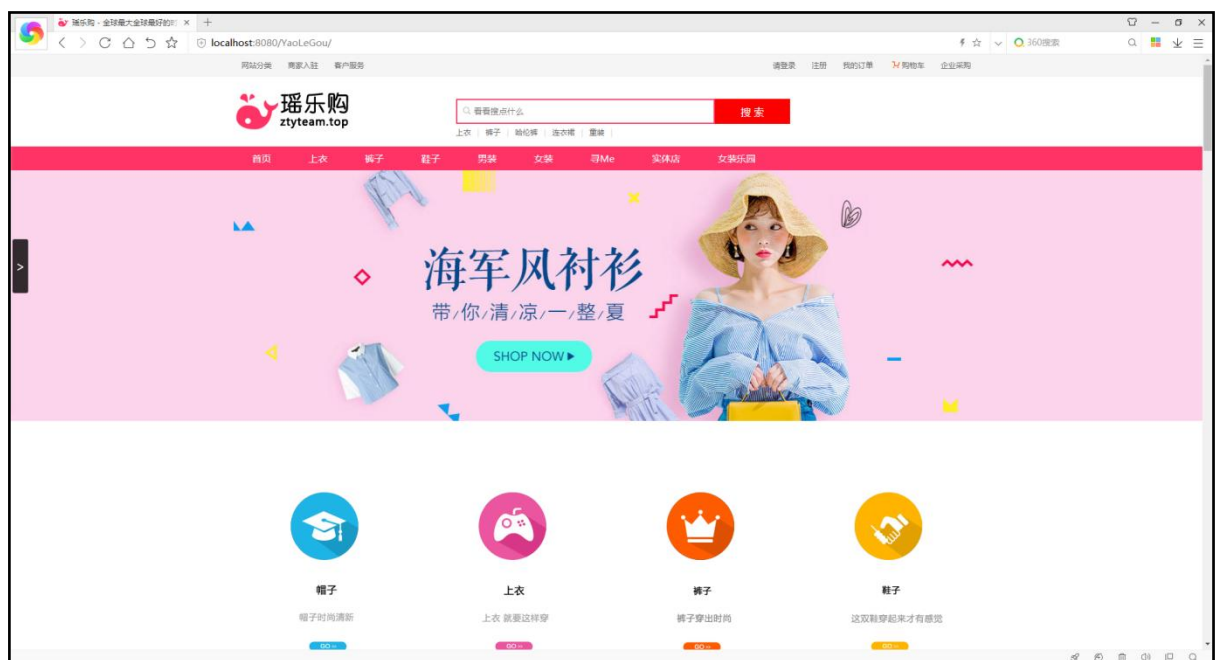 瑶乐购 - 全球最大全球最好的时
localhost:8080/YaoLeGou/
360搜索
网站分类 商家入驻 客户服务
请登录 注册 我的订单 购物车 企业采购
瑶乐购
ztyteam.top
看看搜点什么
搜索
上衣 | 裤子 | 哈伦裤 | 连衣裙 | 童装 |
首页 上衣 裤子 鞋子 男装 女装 寻Me 实体店 女装乐园
>
海军风衬衫
带/你/清/凉/一/整/夏
SHOP NOW
帽子 上衣 裤子 鞋子
帽子时尚清新 上衣 就要这样穿 裤子穿出时尚 这双鞋穿起来才有感觉
GO » GO » GO » GO »